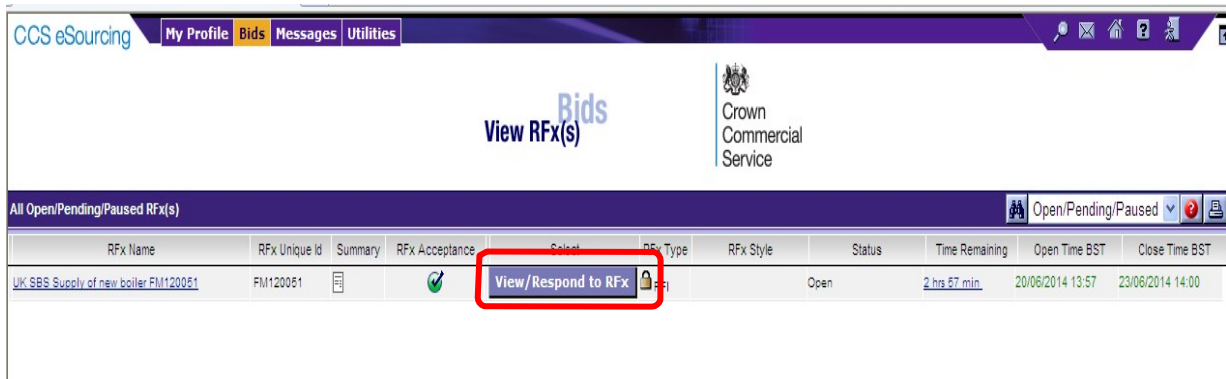 CCS eSourcing My Profile Bids Messages Utilities
Bids
View RFx(s)
Crown
Commercial
Service
All Open/Pending/Paused RFx(s) Open/Pending/Paused
RFx Name RFx Unique Id Summary RFx Acceptance Select RFx Type RFx Style Status Time Remaining Open Time BST Close Time BST
UK SBS Supply of new boiler FM120051 FM120051 View/Respond to RFx Open 2 hrs 57 min 20/06/2014 13:57 23/06/2014 14:00